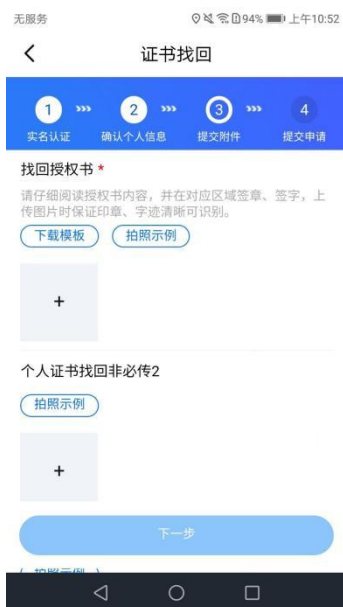 无服务 94% 上午10:52
证书找回
1 2 3 4
实名认证 确认个人信息 提交附件 提交申请
找回授权书 *
请仔细阅读授权书内容，并在对应区域签章、签字，上
传图片时保证印章、字迹清晰可识别。
下载模板 拍照示例
+
个人证书找回非必传2
拍照示例
+
下一步
拍照示例